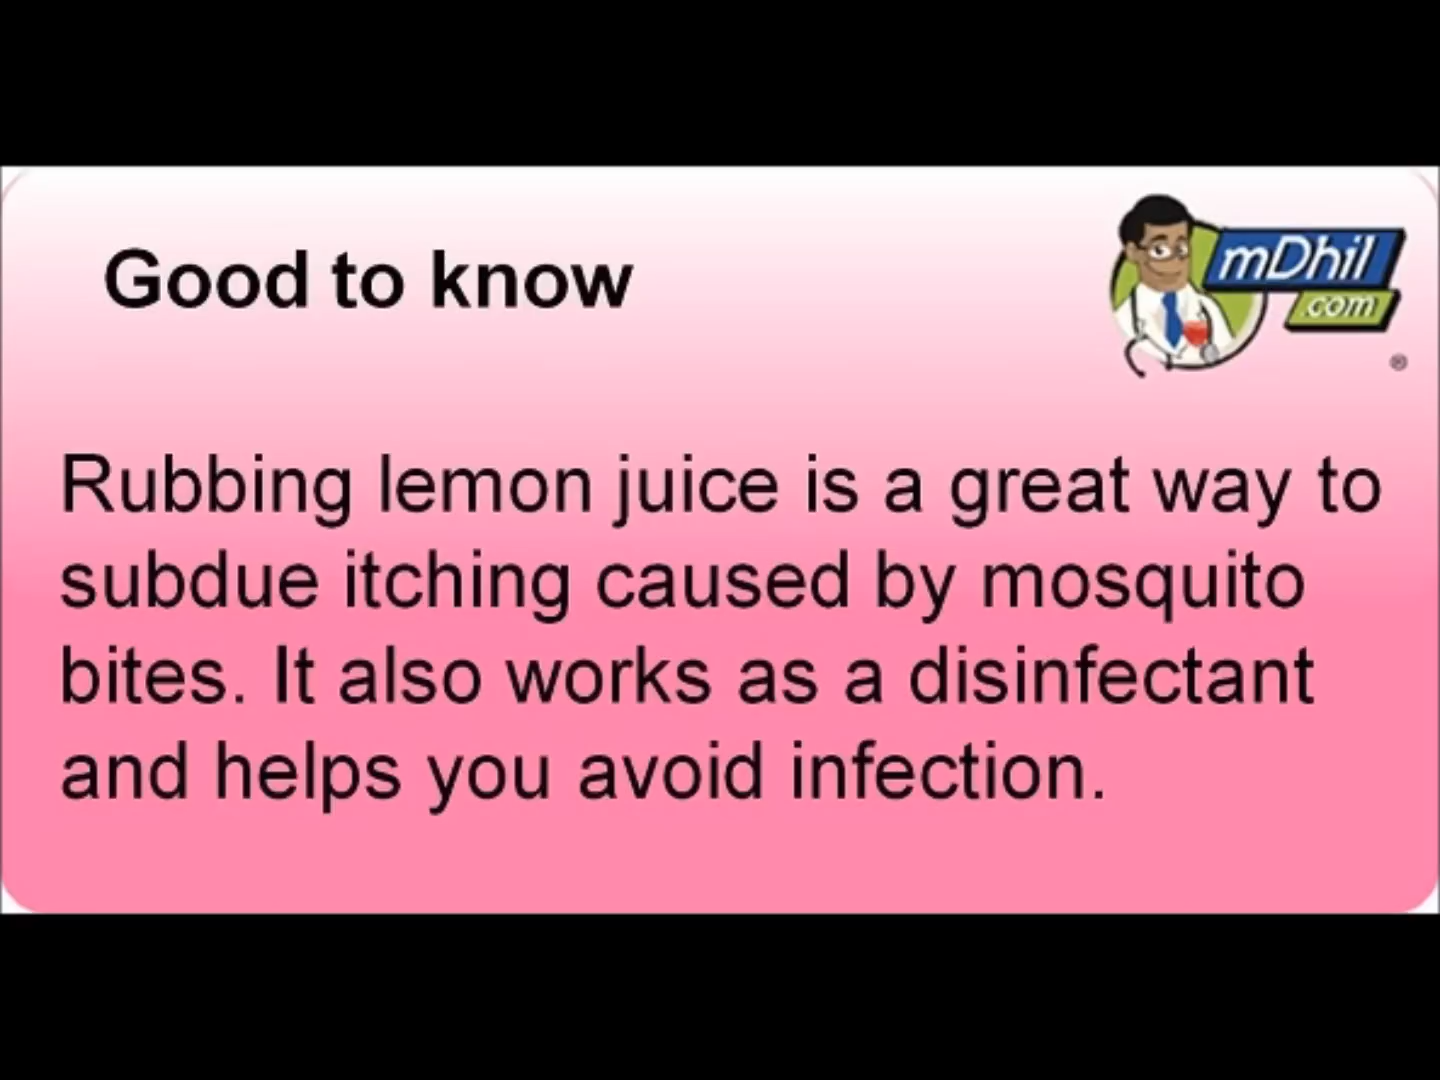 Good to know
mDhil
.com
®
Rubbing lemon juice is a great way to
subdue itching caused by mosquito
bites. It also works as a disinfectant
and helps you avoid infection.